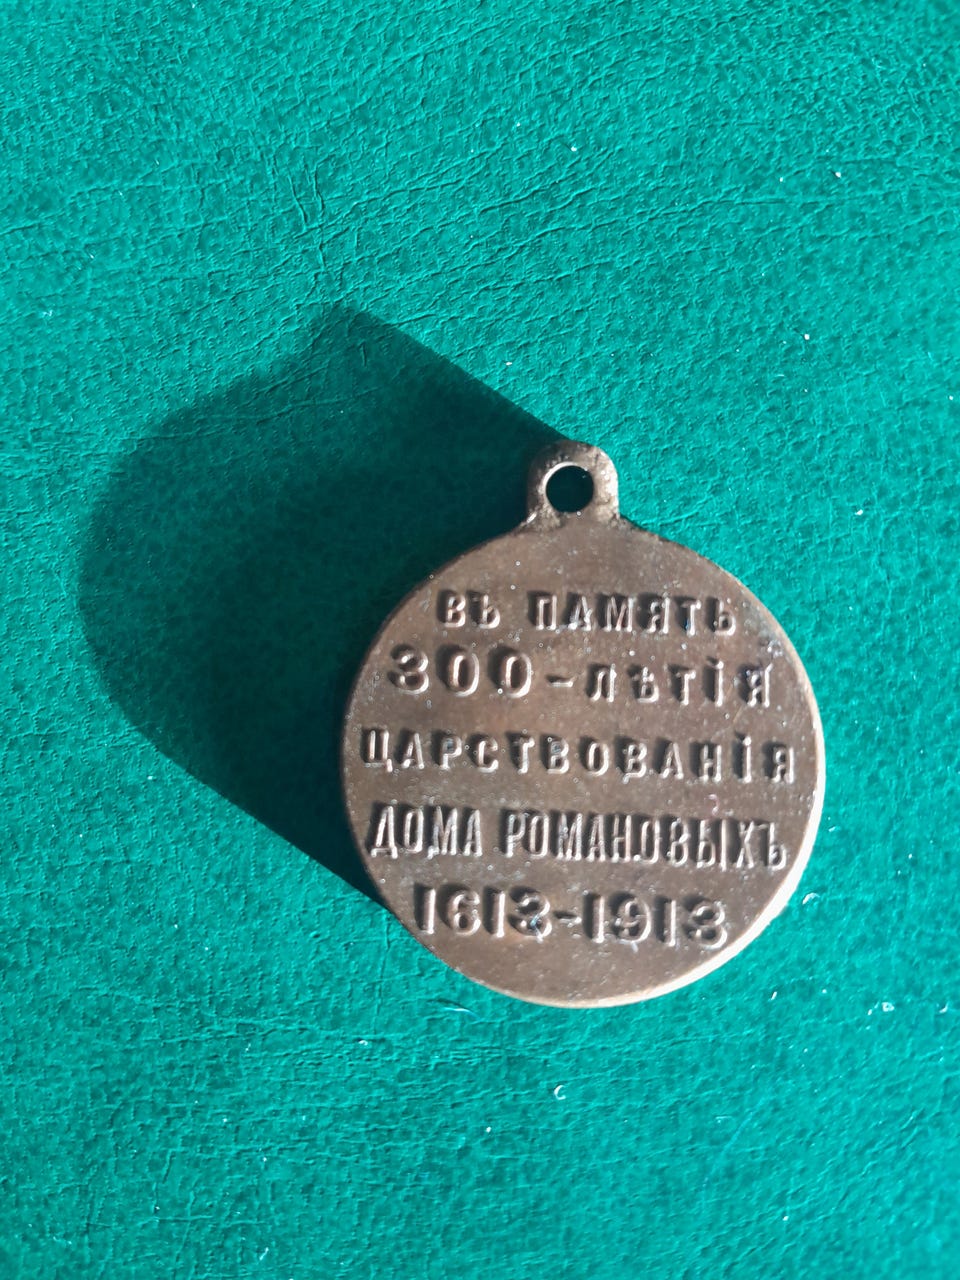 ВЪ ПАМЯТЬ
300-ЛѢТІЯ
ЦАРСТВОВАНІЯ
ДОМА РОМАНОВЫХЪ
1613-1913